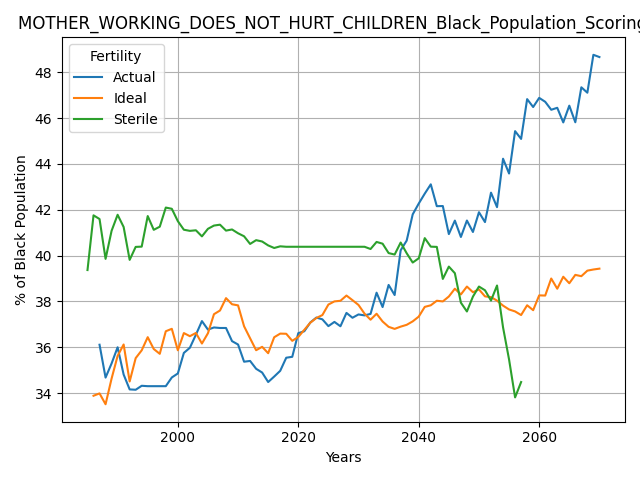 MOTHER_WORKING_DOES_NOT_HURT_CHILDREN_Black_Population_Scoring
Fertility
Actual
Ideal
Sterile
% of Black Population
48
46
44
42
40
38
36
34
2000
2020
2040
2060
Years